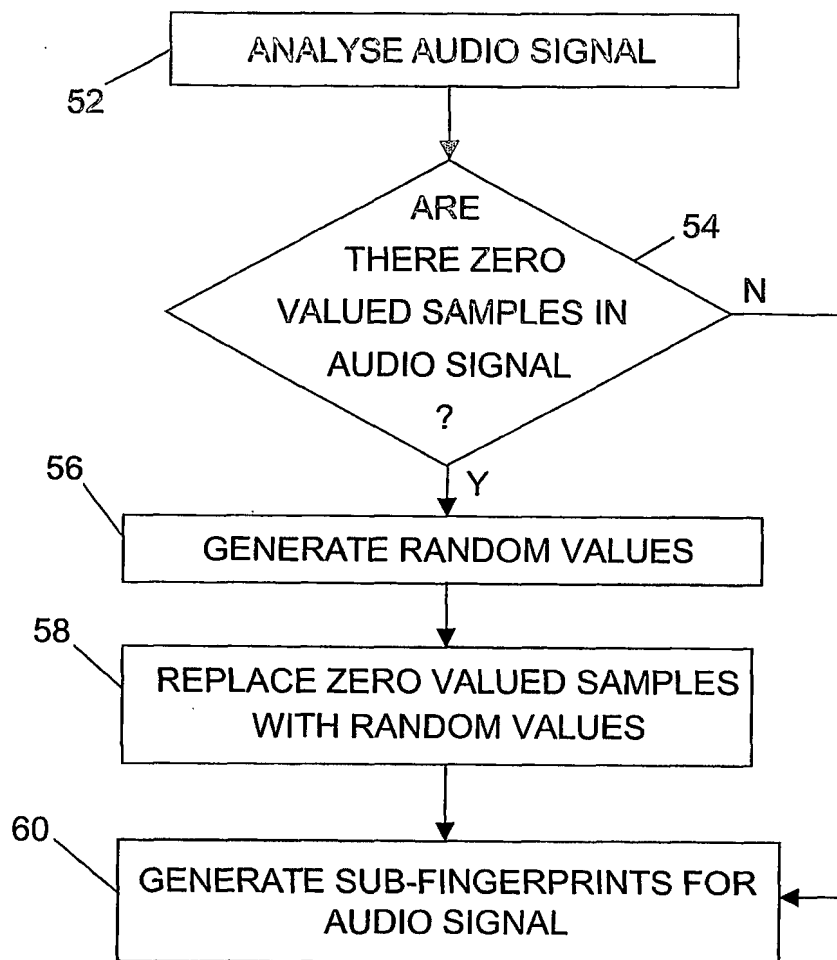 ANALYSE AUDIO SIGNAL
52
ARE
THERE ZERO
VALUED SAMPLES IN
AUDIO SIGNAL
?
54
N
Y
56
GENERATE RANDOM VALUES
58
REPLACE ZERO VALUED SAMPLES
WITH RANDOM VALUES
60
GENERATE SUB-FINGERPRINTS FOR
AUDIO SIGNAL